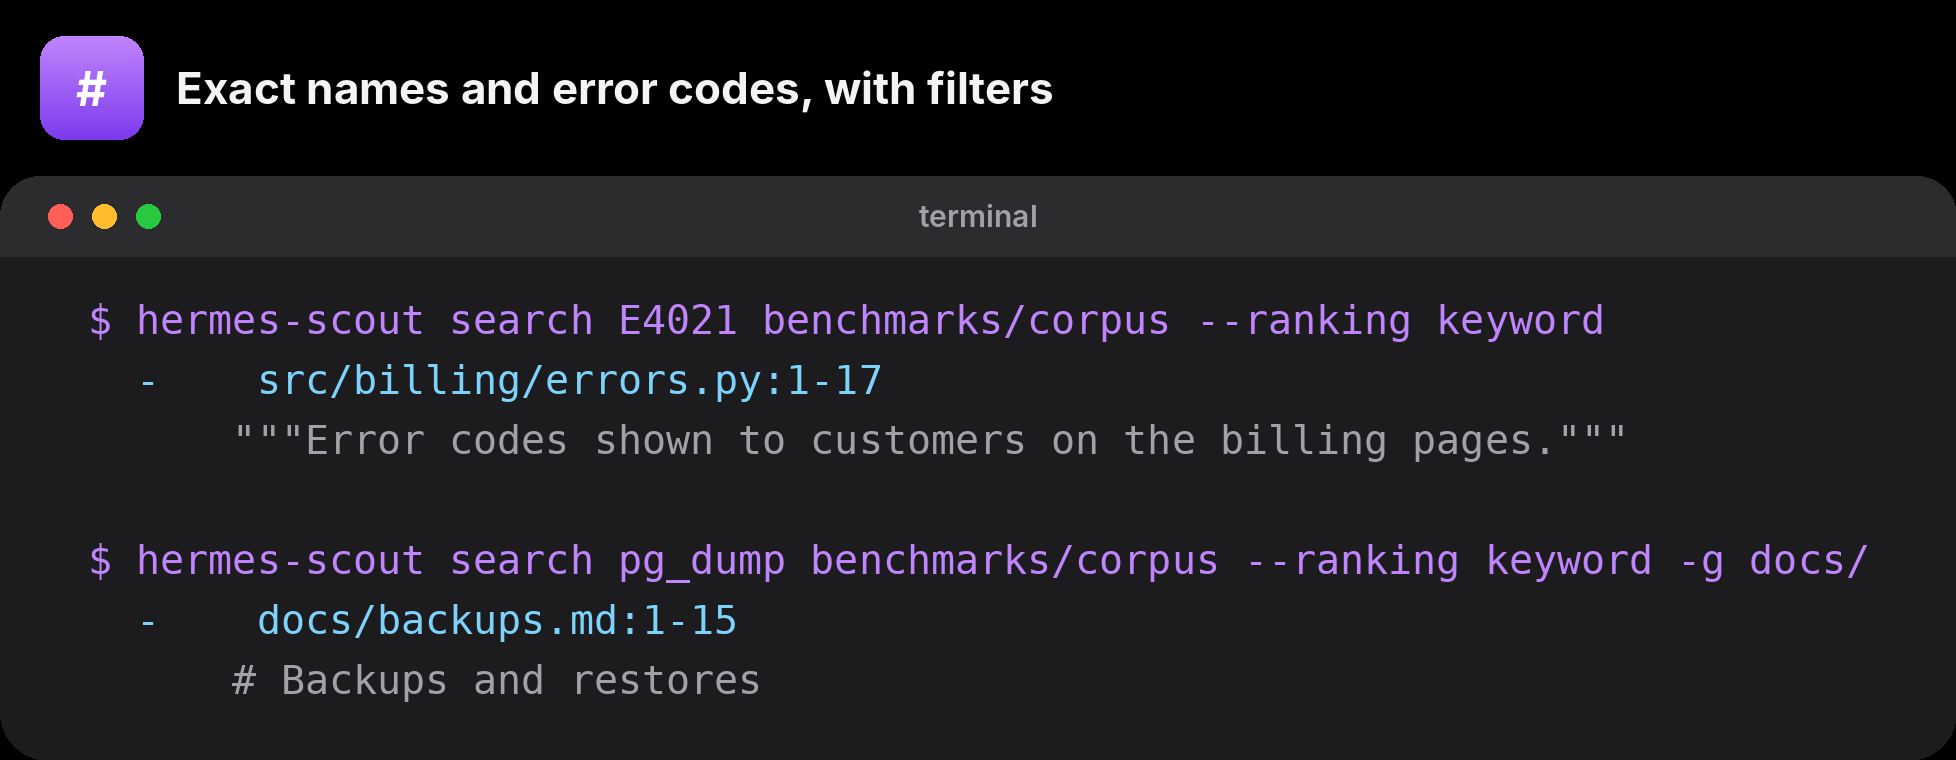 #
Exact names and error codes, with filters
terminal
$ hermes-scout search E4021 benchmarks/corpus --ranking keyword
-    src/billing/errors.py:1-17
"""Error codes shown to customers on the billing pages."""
$ hermes-scout search pg_dump benchmarks/corpus --ranking keyword -g docs/
-    docs/backups.md:1-15
# Backups and restores